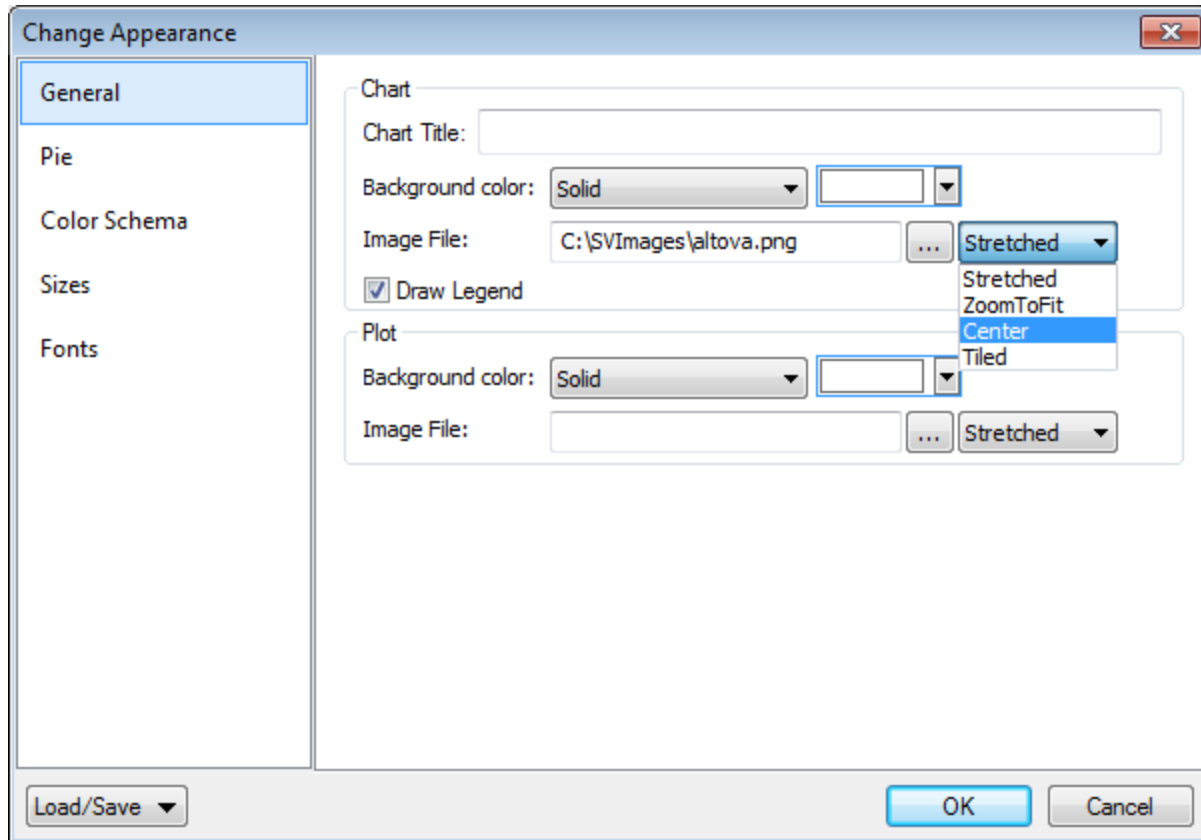 Change Appearance
General
Pie
Color Schema
Sizes
Fonts
Chart
Chart Title:
Background color: Solid
Image File: C:\SVImages\altova.png ... Stretched
Stretched
ZoomToFit
Center
Tiled
Draw Legend
Plot
Background color: Solid
Image File: ... Stretched
Load/Save OK Cancel